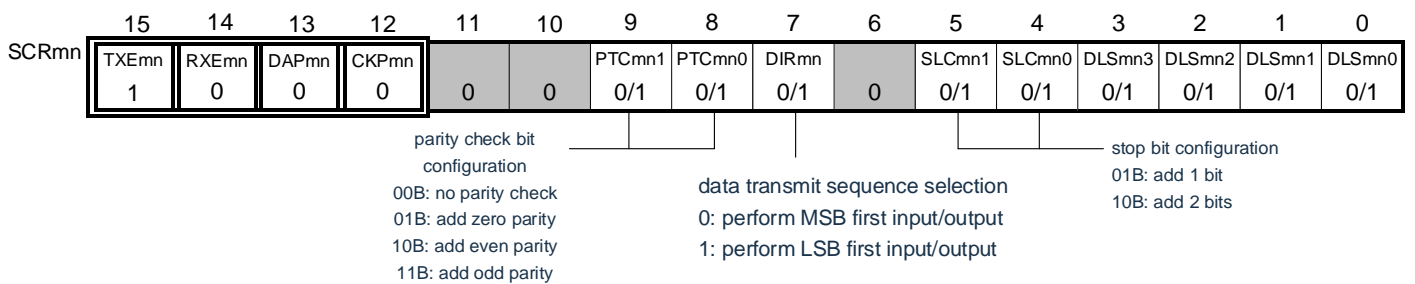 15 14 13 12 11 10 9 8 7 6 5 4 3 2 1 0
SCRmn TXEmn RXEmn DAPmn CKPmn PTCmn1 PTCmn0 DIRmn SLCmn1 SLCmn0 DLSmn3 DLSmn2 DLSmn1 DLSmn0
1 0 0 0 0 0 0/1 0/1 0/1 0 0/1 0/1 0/1 0/1 0/1 0/1
parity check bit
configuration
00B: no parity check
01B: add zero parity
10B: add even parity
11B: add odd parity
data transmit sequence selection
0: perform MSB first input/output
1: perform LSB first input/output
stop bit configuration
01B: add 1 bit
10B: add 2 bits